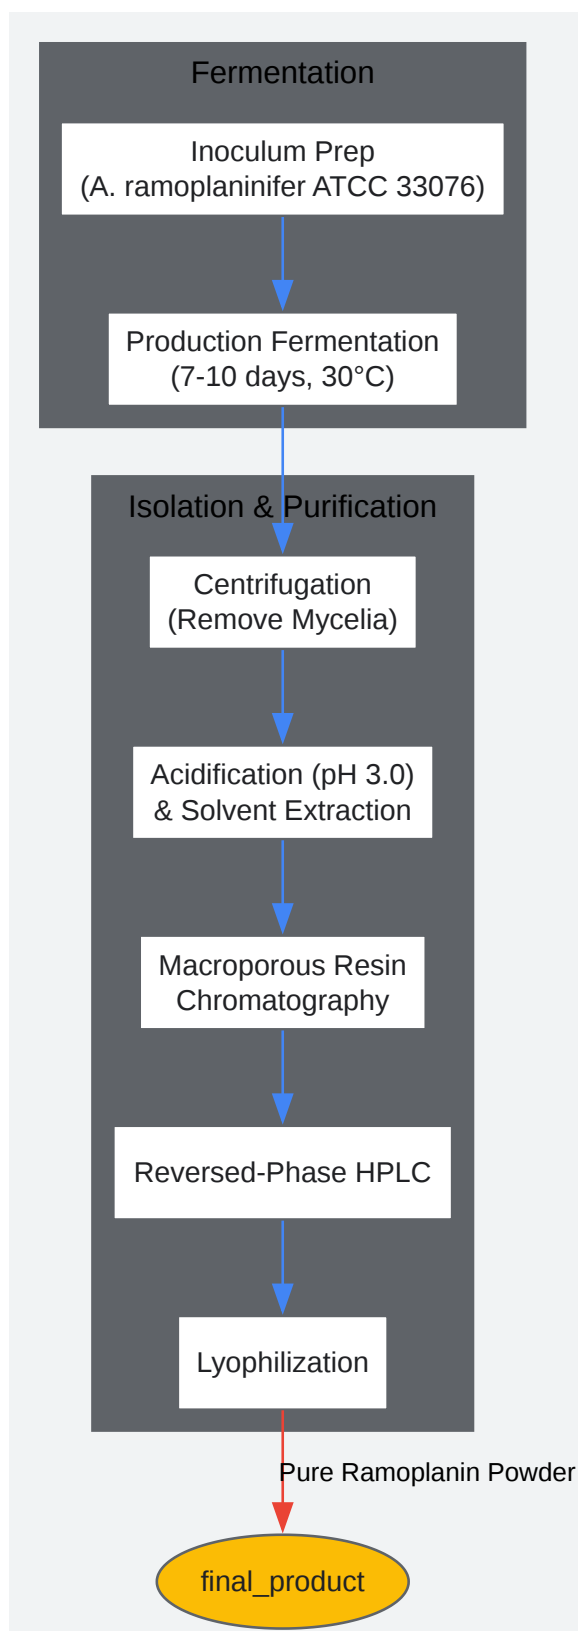 Fermentation
Inoculum Prep
(A. ramoplaninifer ATCC 33076)
Production Fermentation
(7-10 days, 30°C)
Isolation & Purification
Centrifugation
(Remove Mycelia)
Acidification (pH 3.0)
& Solvent Extraction
Macroporous Resin
Chromatography
Reversed-Phase HPLC
Lyophilization
Pure Ramoplanin Powder
final_product